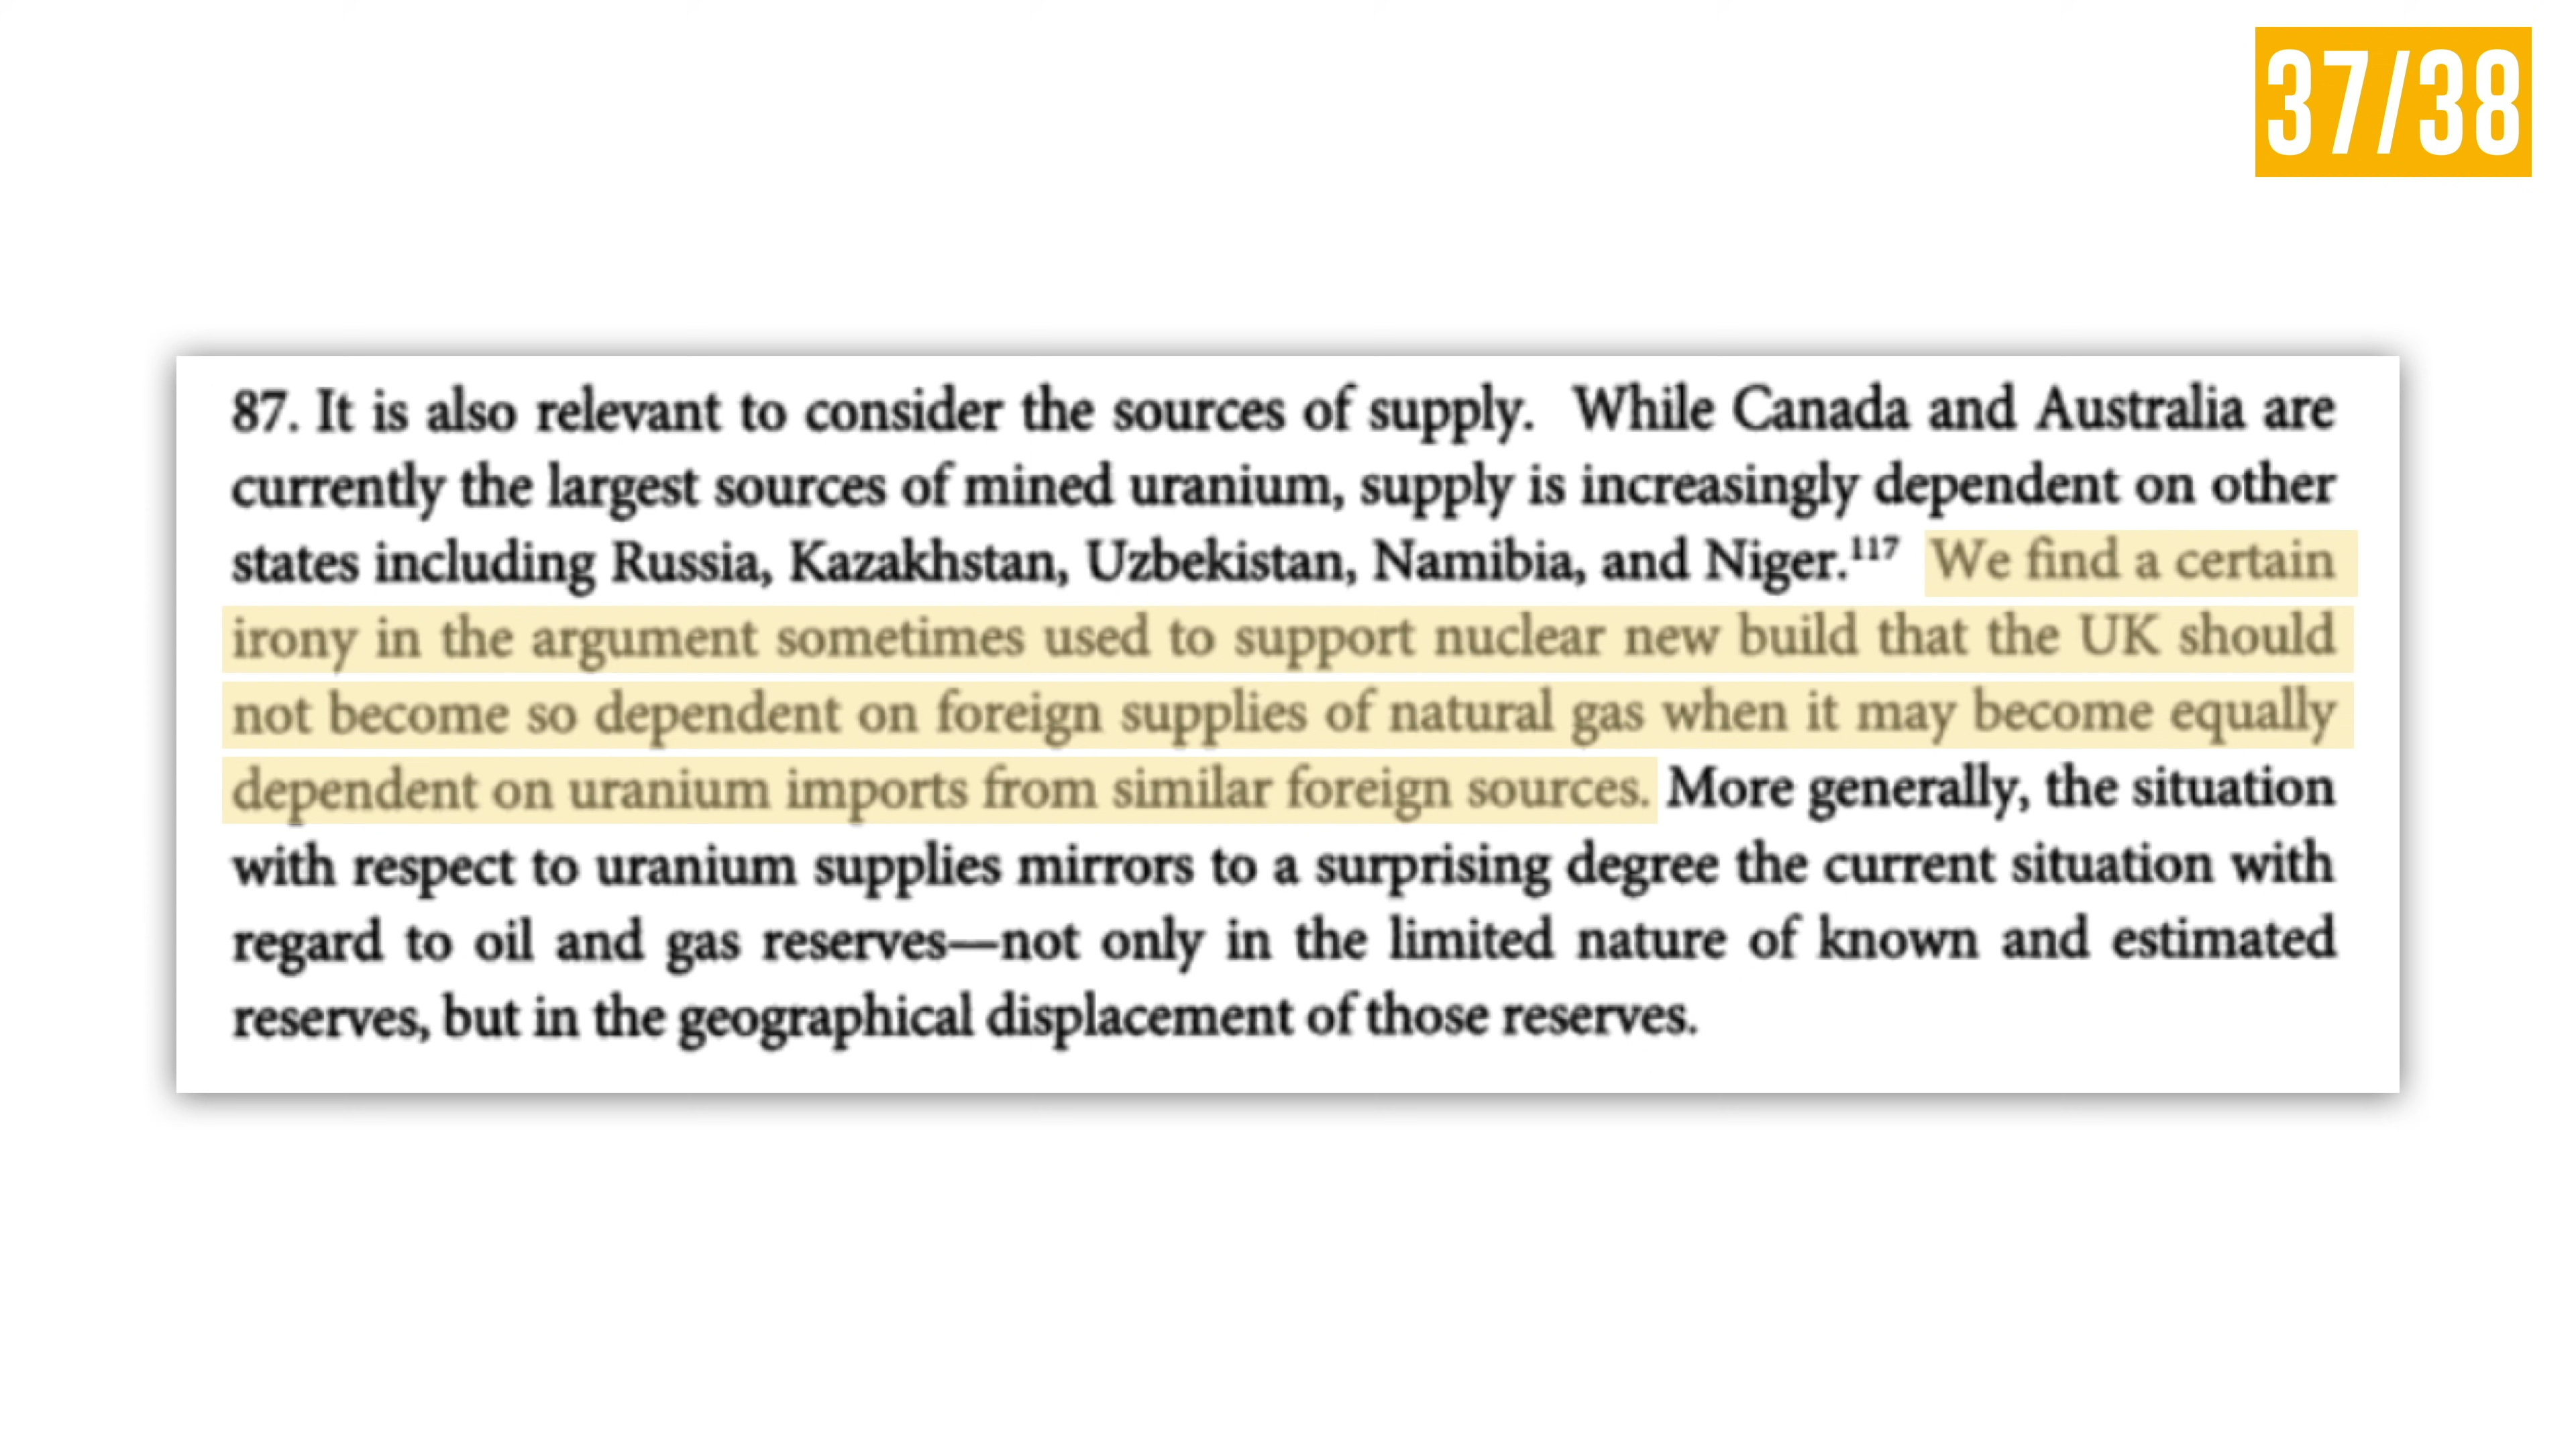 37/38
87. It is also relevant to consider the sources of supply. While Canada and Australia are
currently the largest sources of mined uranium, supply is increasingly dependent on other
states including Russia, Kazakhstan, Uzbekistan, Namibia, and Niger.¹¹⁷ We find a certain
irony in the argument sometimes used to support nuclear new build that the UK should
not become so dependent on foreign supplies of natural gas when it may become equally
dependent on uranium imports from similar foreign sources. More generally, the situation
with respect to uranium supplies mirrors to a surprising degree the current situation with
regard to oil and gas reserves—not only in the limited nature of known and estimated
reserves, but in the geographical displacement of those reserves.